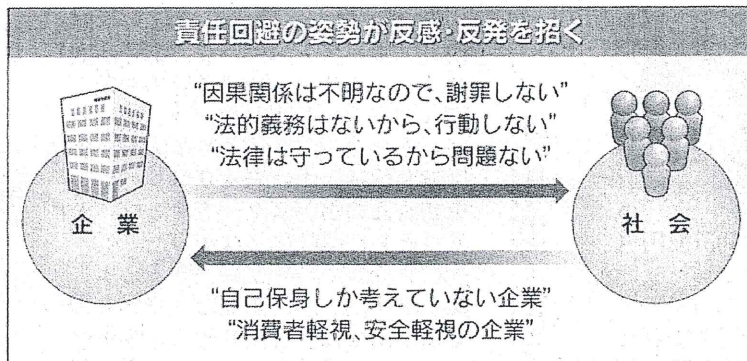 責任回避の姿勢が反感・反発を招く
“因果関係は不明なので、謝罪しない”
“法的義務はないから、行動しない”
“法律は守っているから問題ない”
企 業
社 会
“自己保身しか考えていない企業”
“消費者軽視、安全軽視の企業”